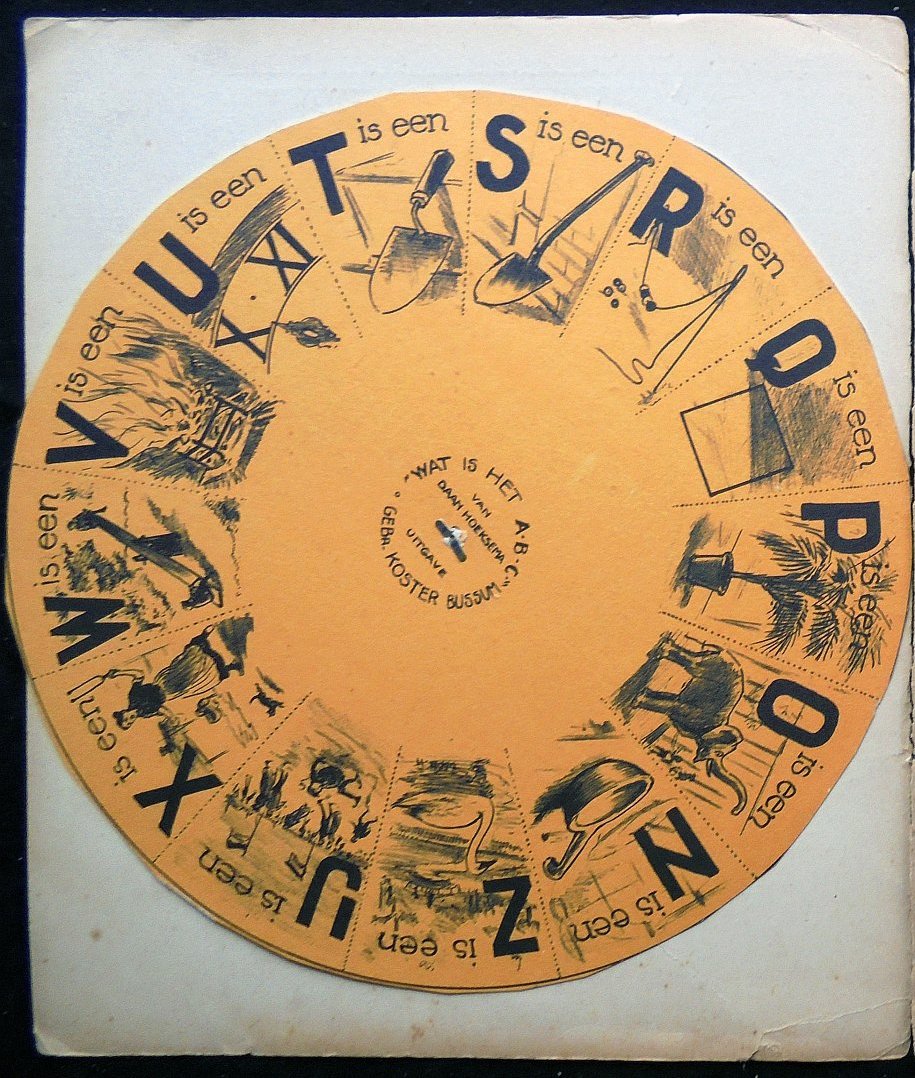 N is een
O is een
P is een
Q is een
R is een
S is een
T is een
U is een
X XI
V is een
W is een
X is een
IJ is een
Z is een
"WAT IS HET A·B·C"
VAN
DAAN HOEKSEMA
UITGAVE
GEBR. KOSTER BUSSUM